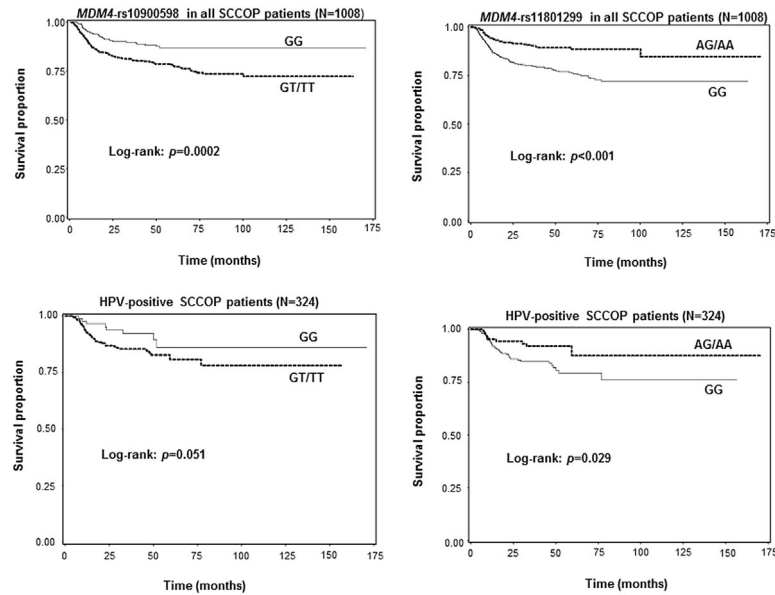 MDM4-rs10900598 in all SCCOP patients (N=1008)
1.00
0.75
0.50
0.25
0.00
Survival proportion
GG
GT/TT
Log-rank: p=0.0002
0 25 50 75 100 125 150 175
Time (months)
MDM4-rs11801299 in all SCCOP patients (N=1008)
1.00
0.75
0.50
0.25
0.00
Survival proportion
AG/AA
GG
Log-rank: p<0.001
0 25 50 75 100 125 150 175
Time (months)
HPV-positive SCCOP patients (N=324)
1.00
0.75
0.50
0.25
0.00
Survival proportion
GG
GT/TT
Log-rank: p=0.051
0 25 50 75 100 125 150 175
Time (months)
HPV-positive SCCOP patients (N=324)
1.00
0.75
0.50
0.25
0.00
Survival proportion
AG/AA
GG
Log-rank: p=0.029
0 25 50 75 100 125 150 175
Time (months)